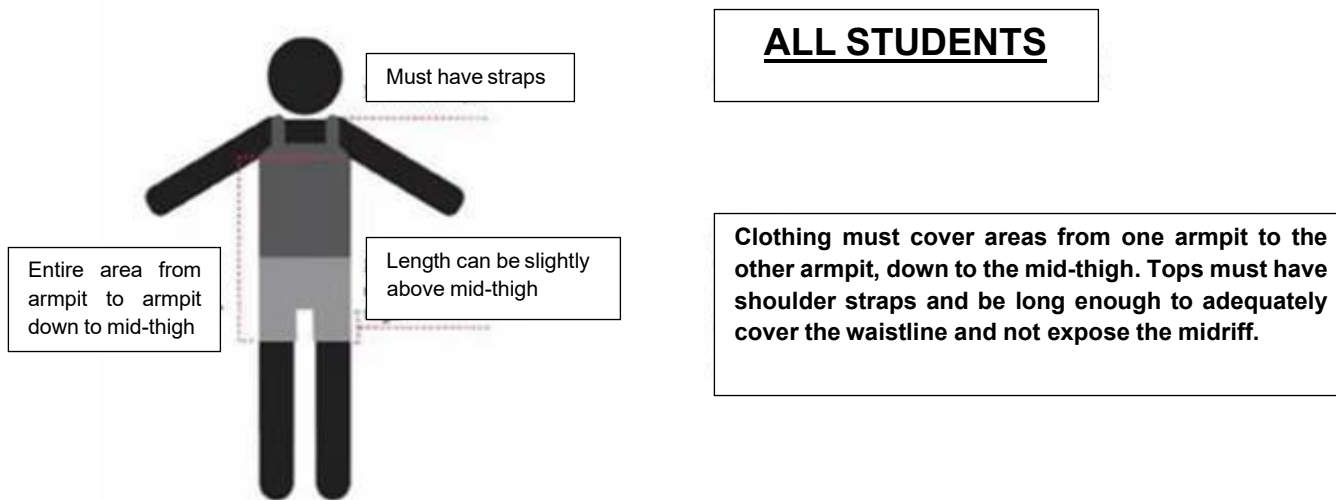 ALL STUDENTS
Must have straps
Entire area from
armpit to armpit
down to mid-thigh
Length can be slightly
above mid-thigh
Clothing must cover areas from one armpit to the
other armpit, down to the mid-thigh. Tops must have
shoulder straps and be long enough to adequately
cover the waistline and not expose the midriff.